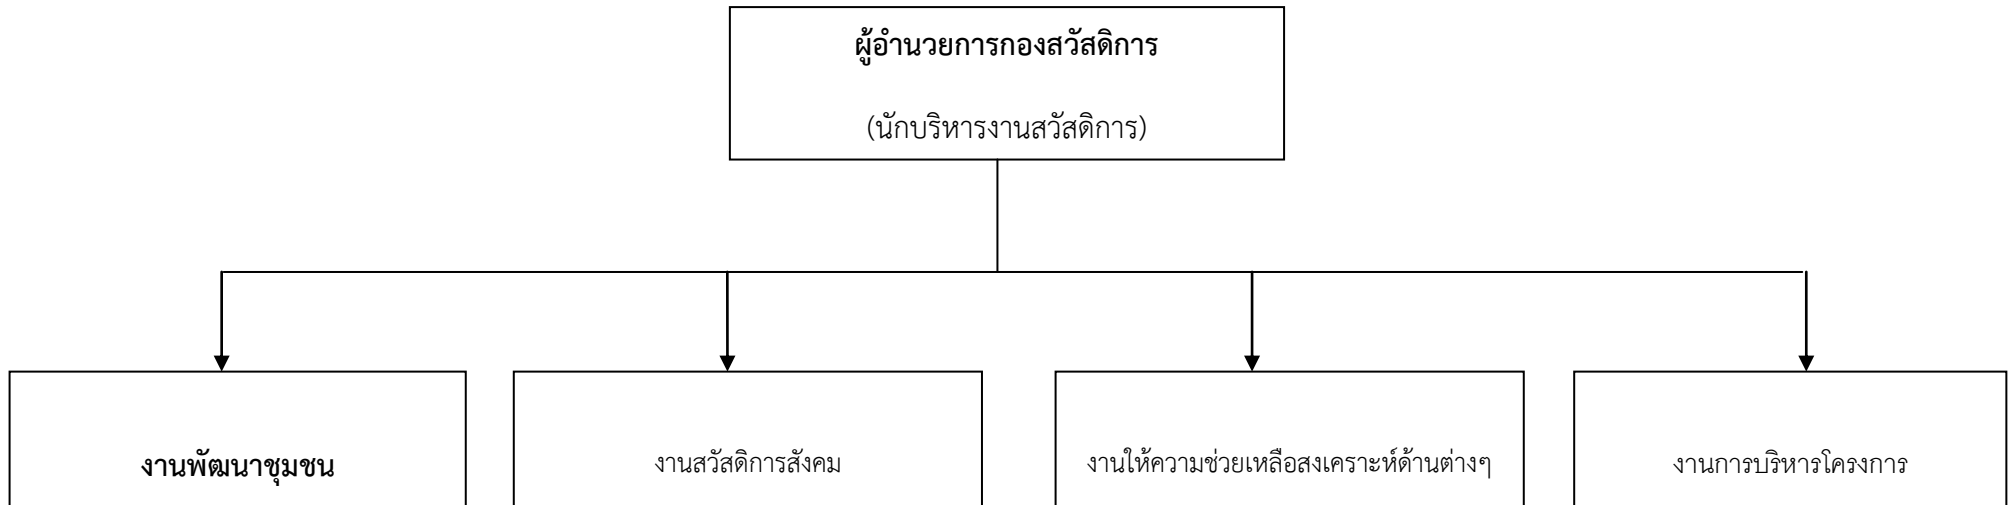 ผู้อำนวยการกองสวัสดิการ
(นักบริหารงานสวัสดิการ)
งานพัฒนาชุมชน
งานสวัสดิการสังคม
งานให้ความช่วยเหลือสงเคราะห์ด้านต่างๆ
งานการบริหารโครงการ